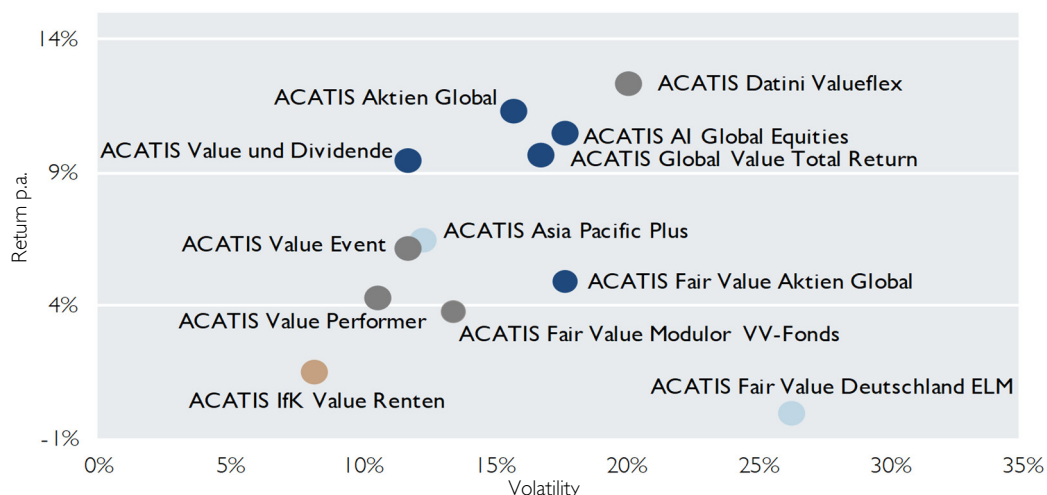 14%
ACATIS Datini Valueflex
ACATIS Aktien Global
ACATIS AI Global Equities
ACATIS Value und Dividende
ACATIS Global Value Total Return
9%
Return p.a.
ACATIS Asia Pacific Plus
ACATIS Value Event
ACATIS Fair Value Aktien Global
4%
ACATIS Value Performer
ACATIS Fair Value Modulor VV-Fonds
ACATIS Fair Value Deutschland ELM
ACATIS IfK Value Renten
-1%
0% 5% 10% 15% 20% 25% 30% 35%
Volatility